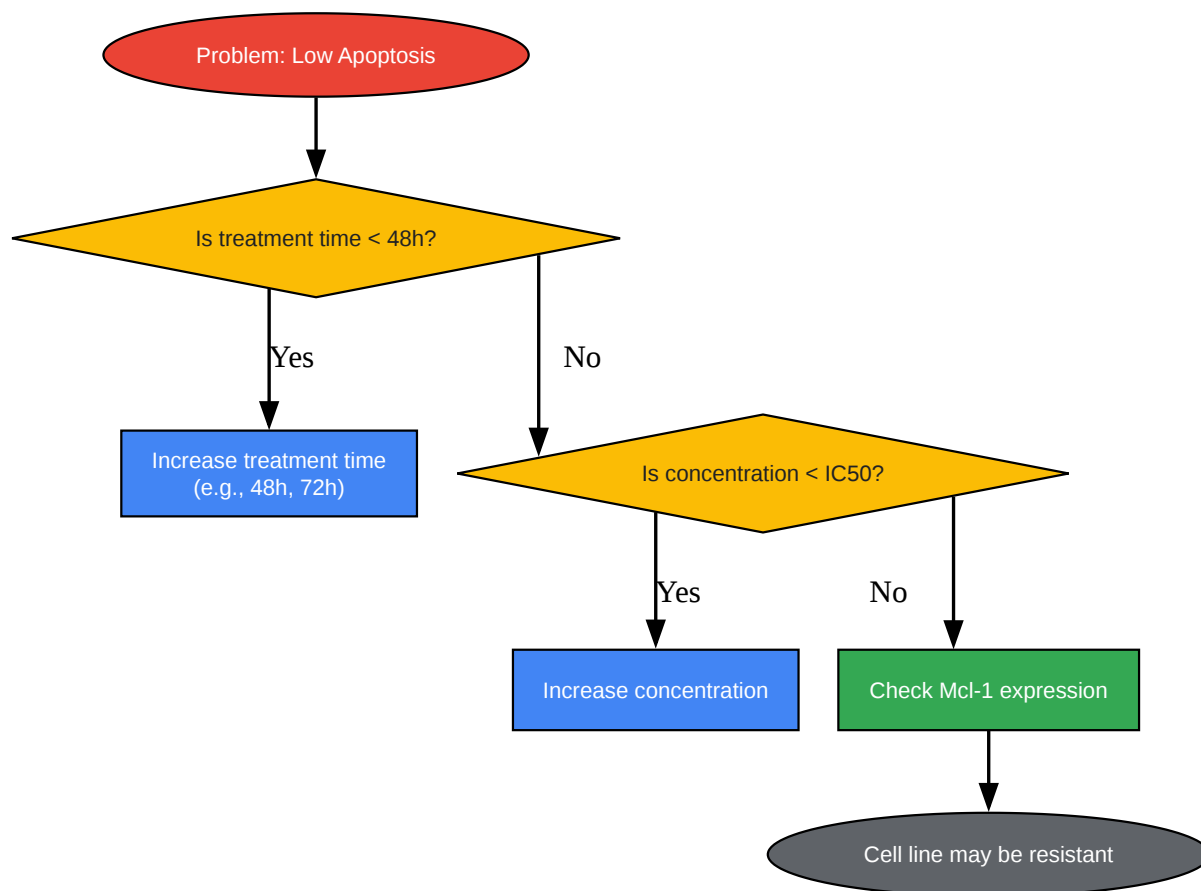 Problem: Low Apoptosis
Is treatment time < 48h?
Yes
No
Increase treatment time
(e.g., 48h, 72h)
Is concentration < IC50?
Yes
No
Increase concentration
Check Mcl-1 expression
Cell line may be resistant